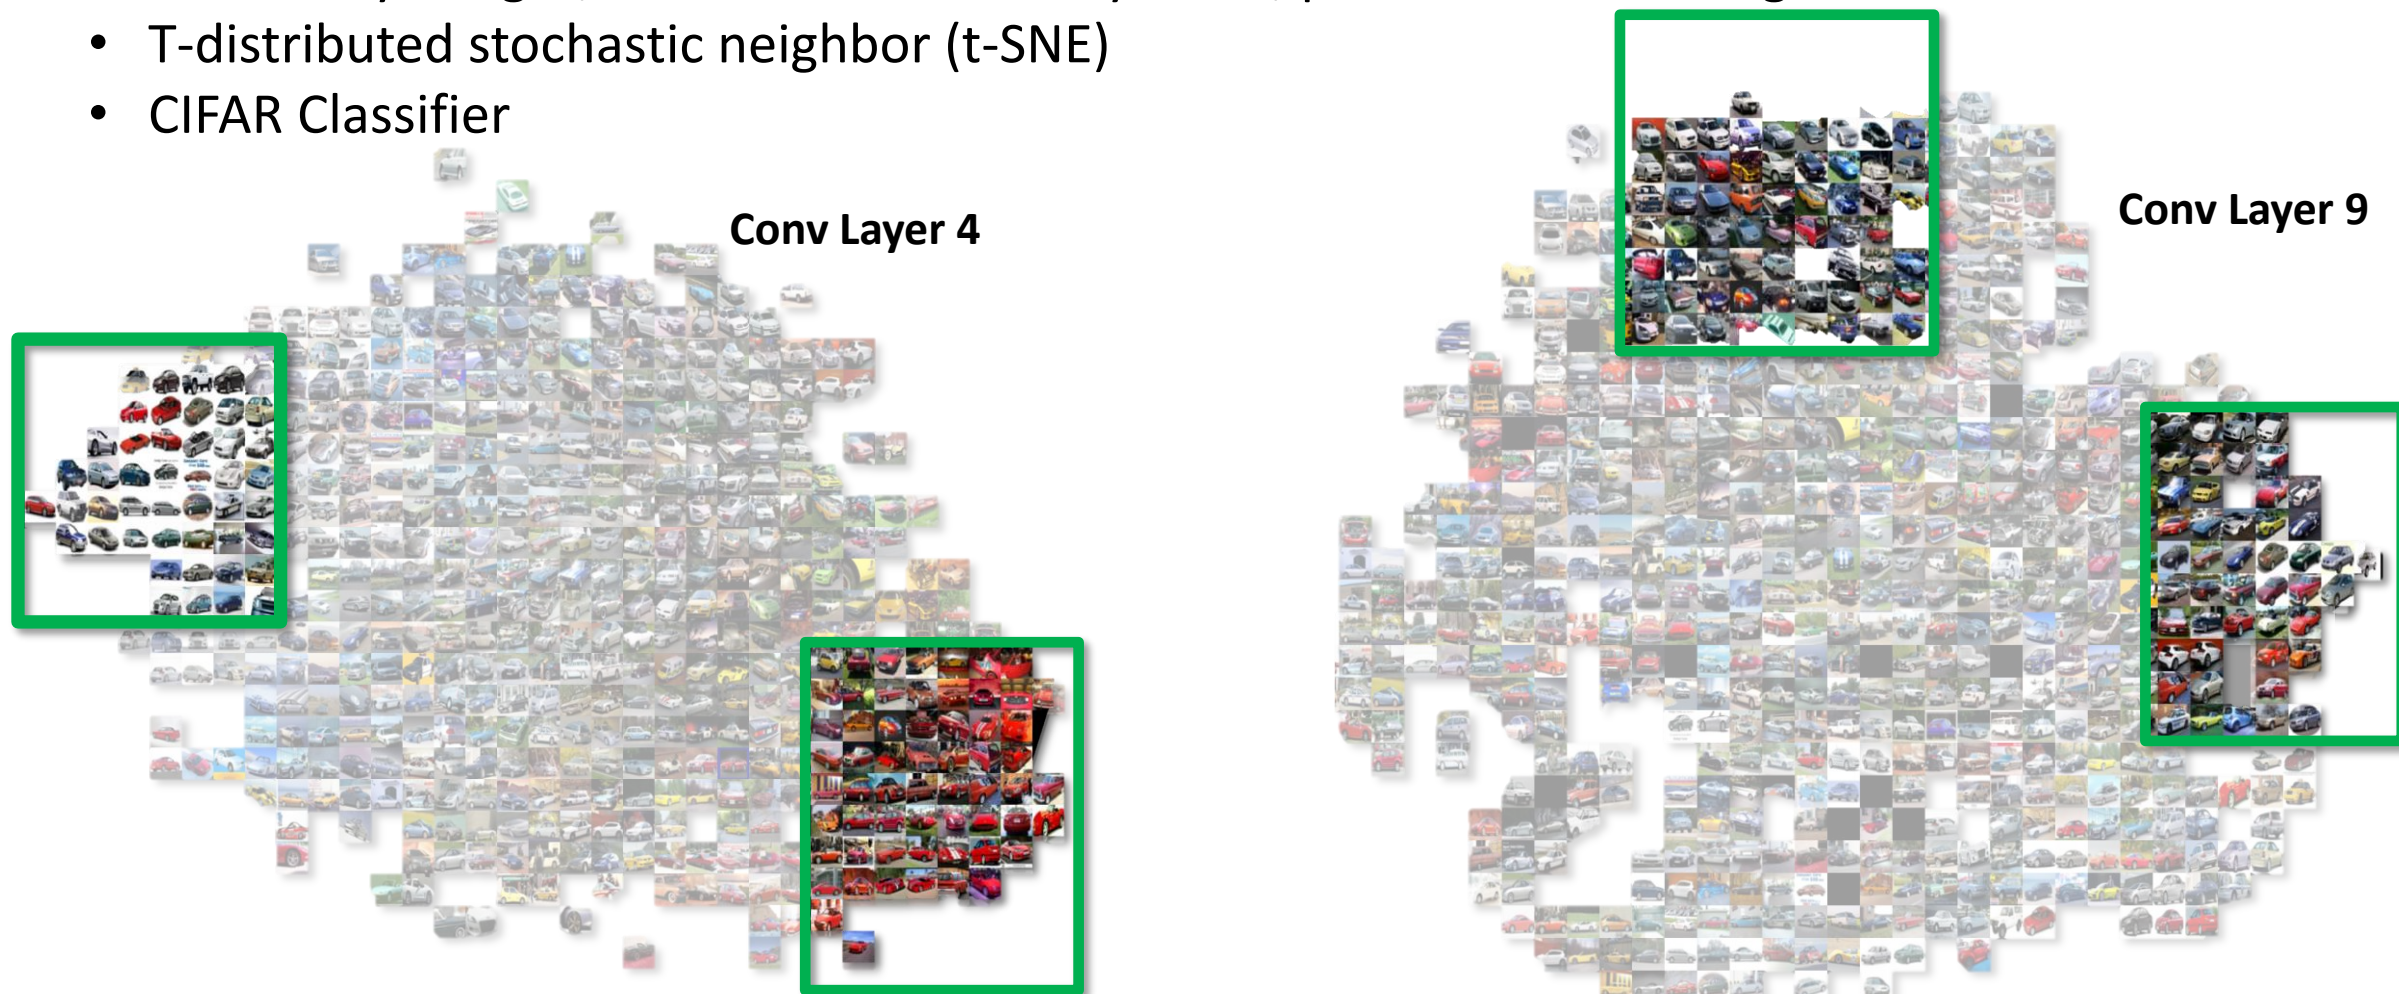 • T-distributed stochastic neighbor (t-SNE)
• CIFAR Classifier
Conv Layer 4
Conv Layer 9